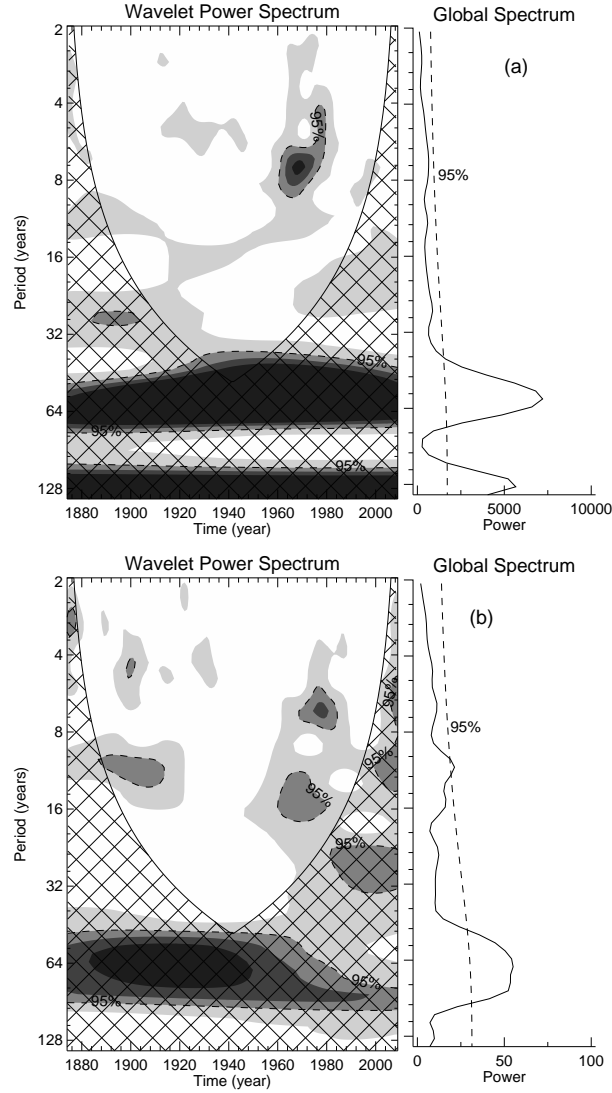 Wavelet Power Spectrum
Global Spectrum
2
4
8
16
32
64
128
Period (years)
95%
95%
95%
95%
1880 1900 1920 1940 1960 1980 2000
Time (year)
(a)
95%
0 5000 10000
Power
Wavelet Power Spectrum
Global Spectrum
2
4
8
16
32
64
128
Period (years)
95%
95%
95%
95%
95%
95%
1880 1900 1920 1940 1960 1980 2000
Time (year)
(b)
95%
0 50 100
Power